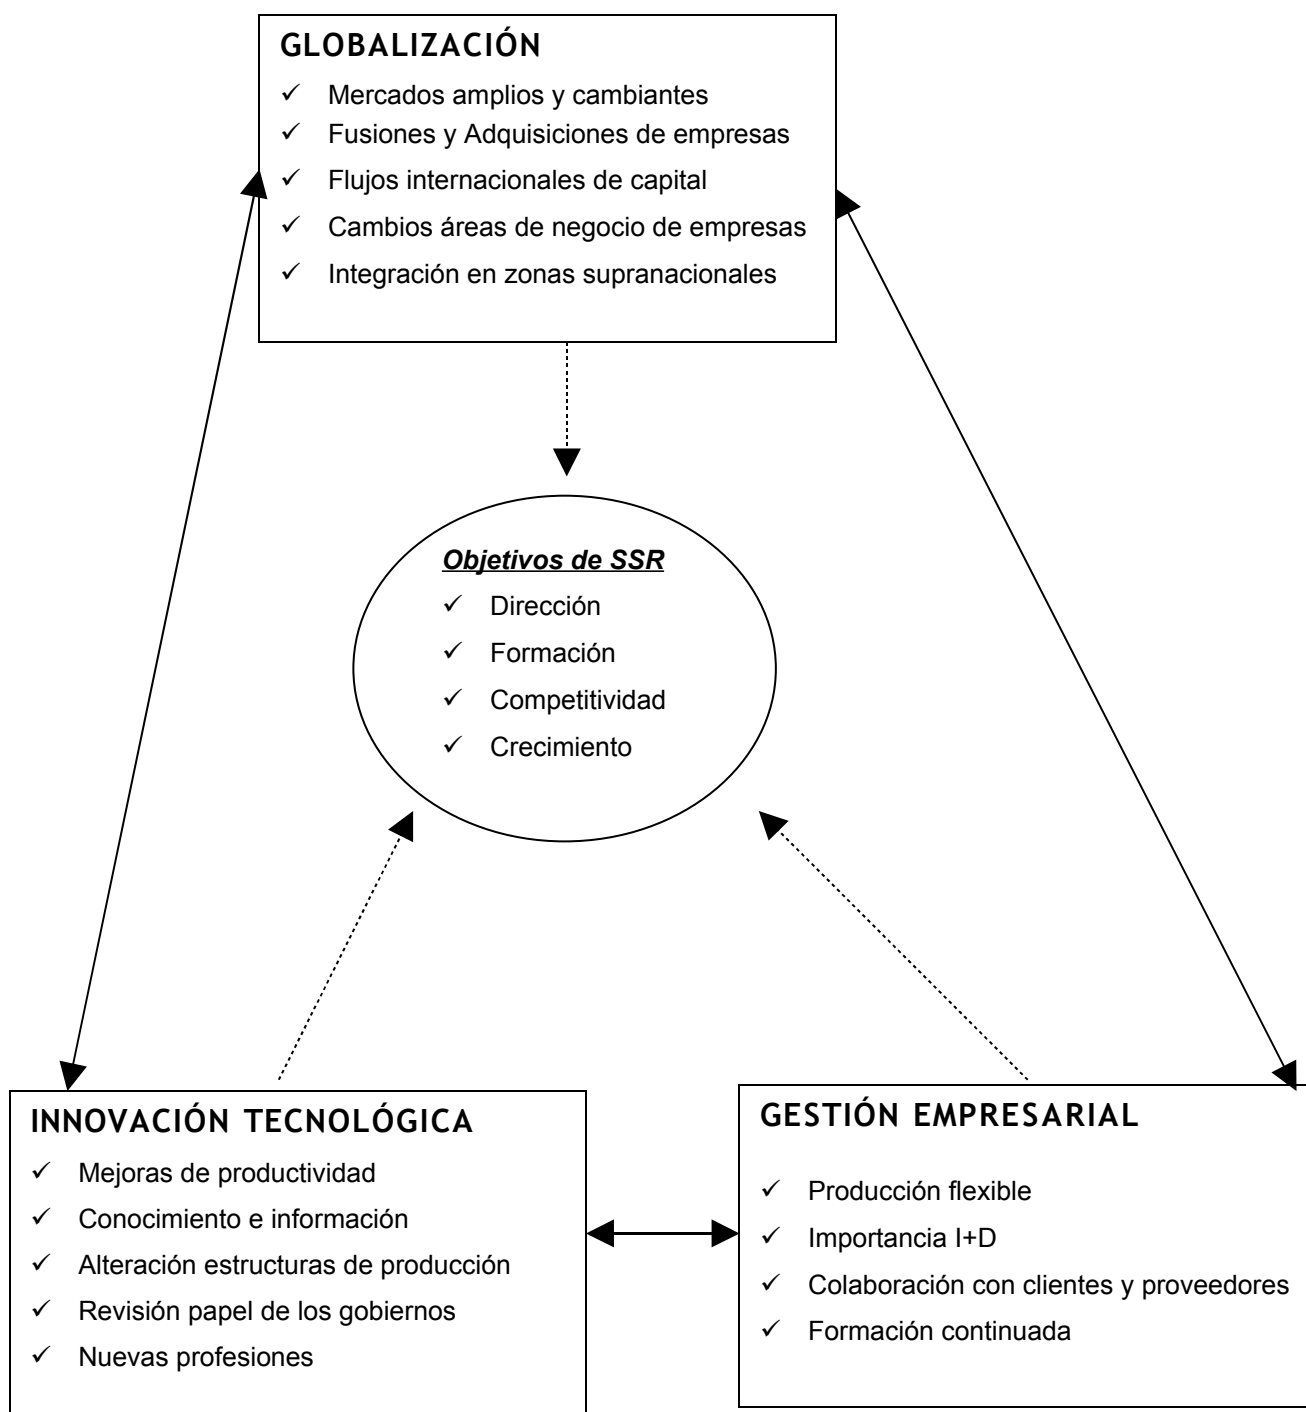 GLOBALIZACIÓN
✓ Mercados amplios y cambiantes
✓ Fusiones y Adquisiciones de empresas
✓ Flujos internacionales de capital
✓ Cambios áreas de negocio de empresas
✓ Integración en zonas supranacionales
Objetivos de SSR
✓ Dirección
✓ Formación
✓ Competitividad
✓ Crecimiento
INNOVACIÓN TECNOLÓGICA
✓ Mejoras de productividad
✓ Conocimiento e información
✓ Alteración estructuras de producción
✓ Revisión papel de los gobiernos
✓ Nuevas profesiones
GESTIÓN EMPRESARIAL
✓ Producción flexible
✓ Importancia I+D
✓ Colaboración con clientes y proveedores
✓ Formación continuada